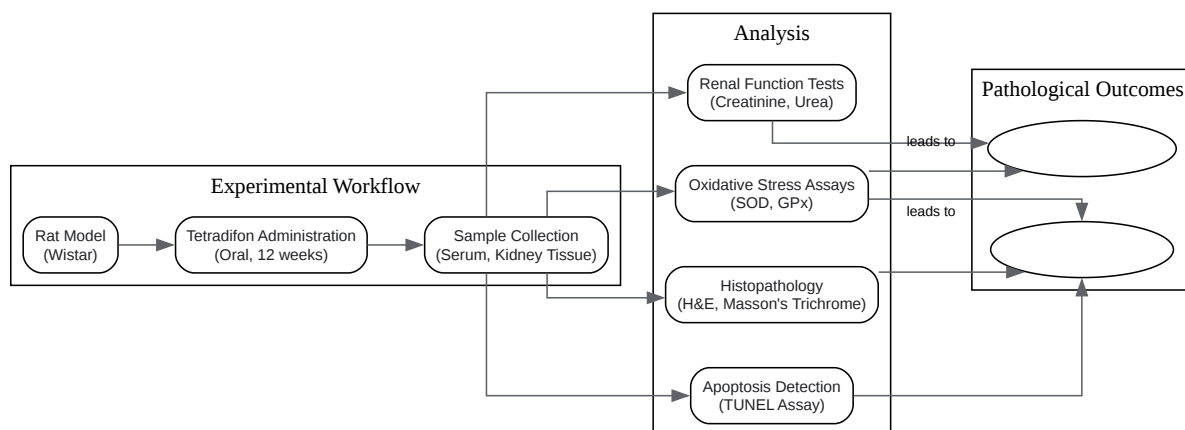 Experimental Workflow
Rat Model
(Wistar)
Tetradifon Administration
(Oral, 12 weeks)
Sample Collection
(Serum, Kidney Tissue)
Analysis
Renal Function Tests
(Creatinine, Urea)
Oxidative Stress Assays
(SOD, GPx)
Histopathology
(H&E, Masson's Trichrome)
Apoptosis Detection
(TUNEL Assay)
leads to
leads to
Pathological Outcomes